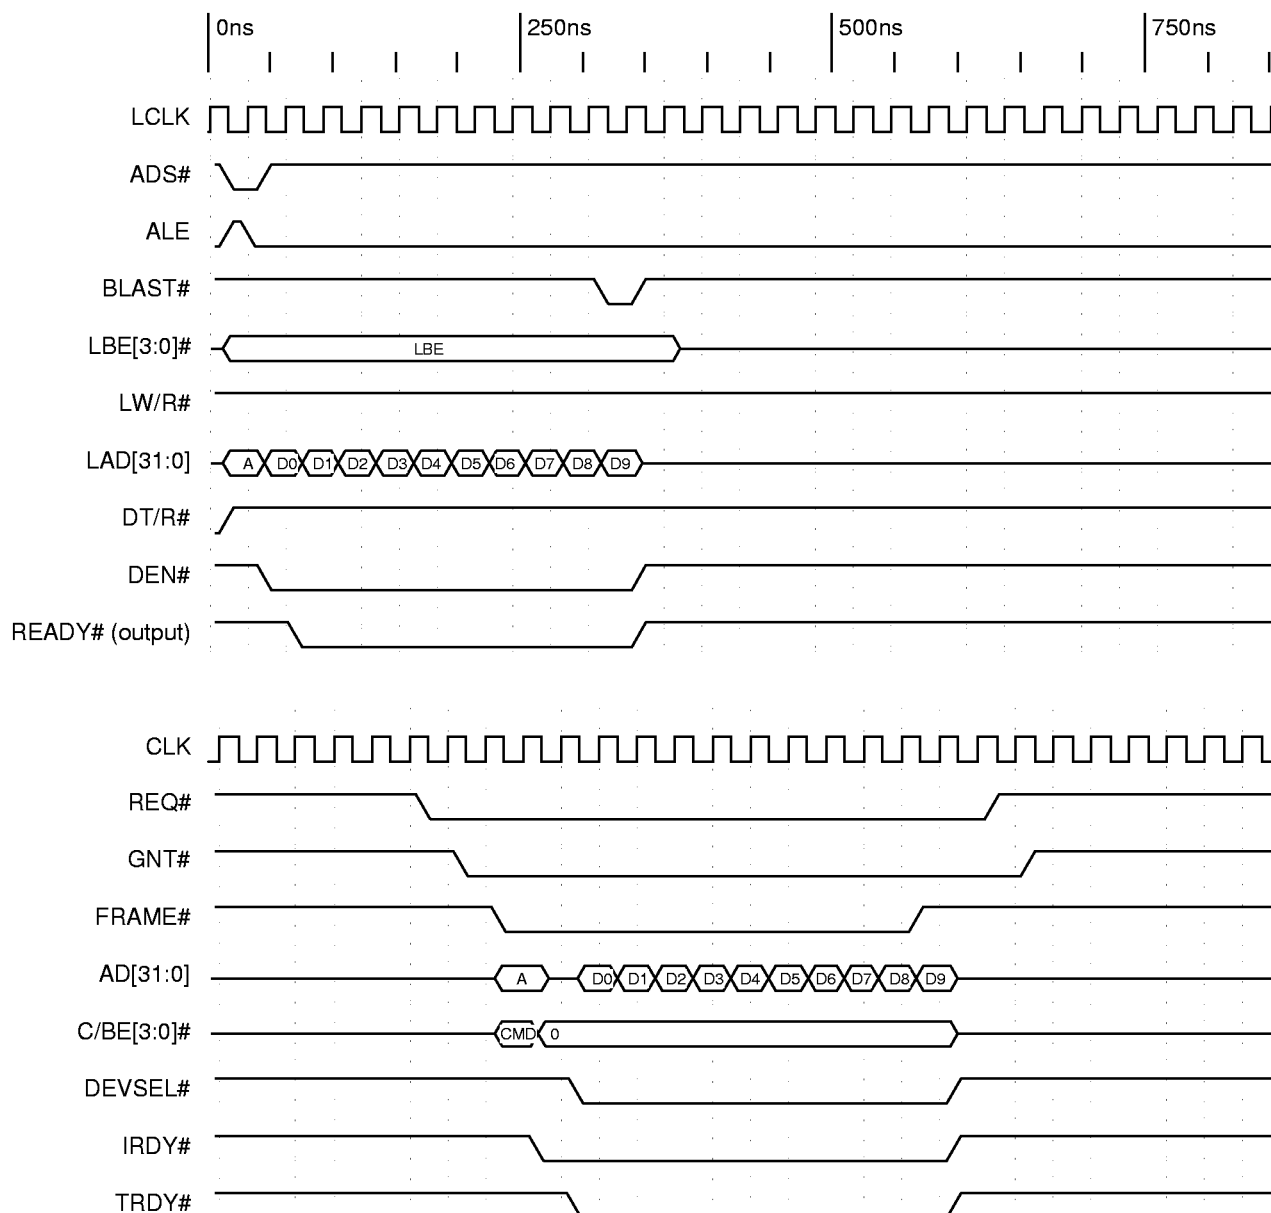 0ns 250ns 500ns 750ns
LCLK
ADS#
ALE
BLAST#
LBE[3:0]# LBE
LW/R#
LAD[31:0] A D0 D1 D2 D3 D4 D5 D6 D7 D8 D9
DT/R#
DEN#
READY# (output)
CLK
REQ#
GNT#
FRAME#
AD[31:0] A D0 D1 D2 D3 D4 D5 D6 D7 D8 D9
C/BE[3:0]# CMD 0
DEVSEL#
IRDY#
TRDY#